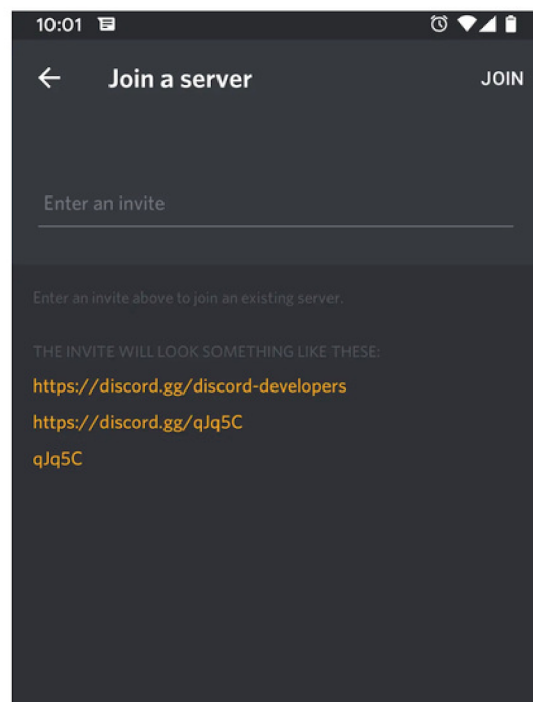 10:01
Join a server
JOIN
Enter an invite
Enter an invite above to join an existing server.
THE INVITE WILL LOOK SOMETHING LIKE THESE:
https://discord.gg/discord-developers
https://discord.gg/qJq5C
qJq5C